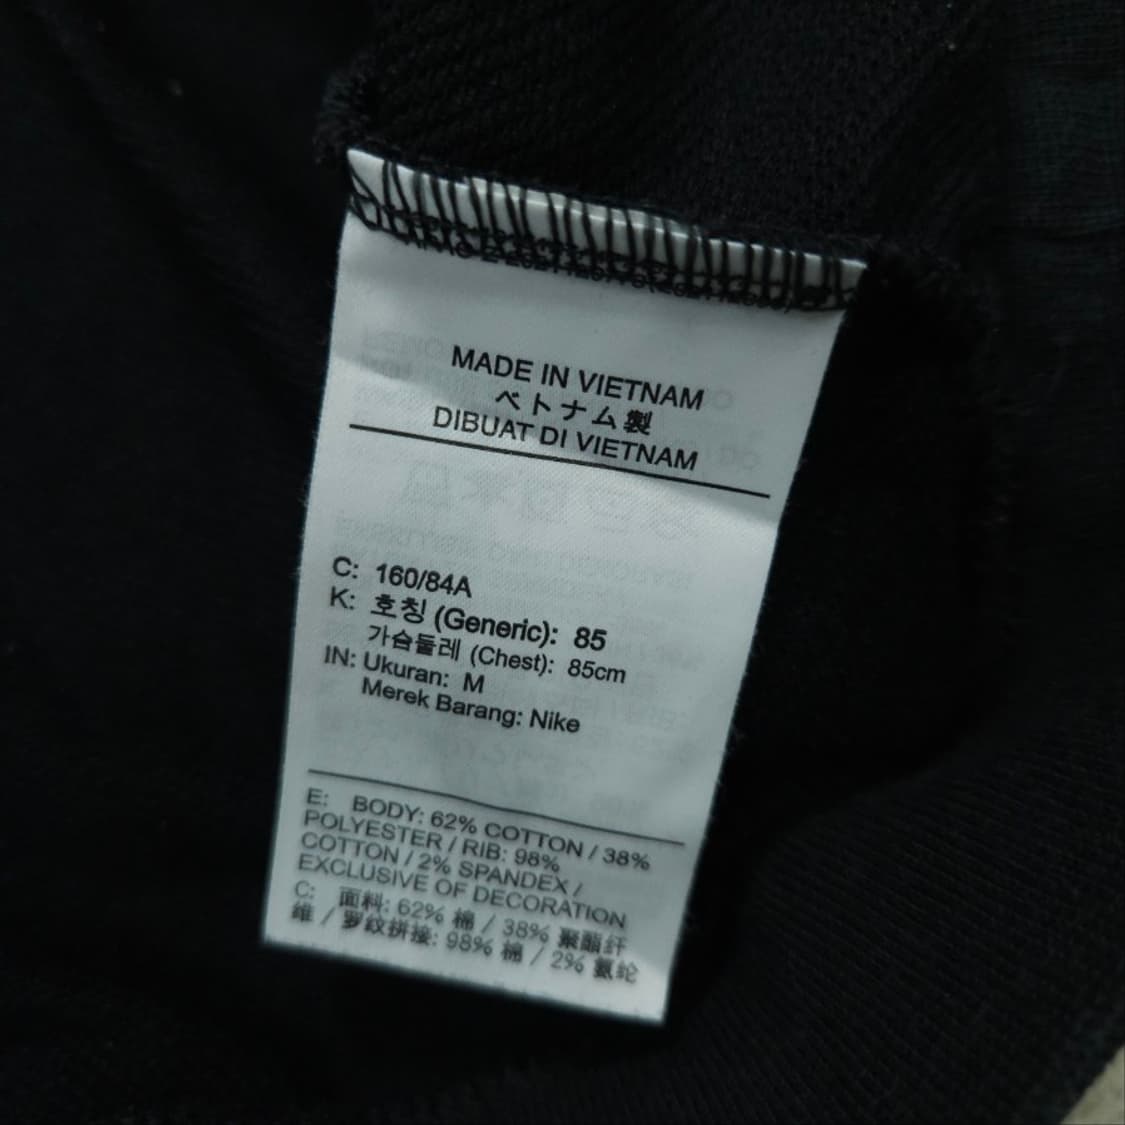 MADE IN VIETNAM
ベトナム製
DIBUAT DI VIETNAM
C: 160/84A
K: 호칭 (Generic): 85
가슴둘레 (Chest): 85cm
IN: Ukuran: M
Merek Barang: Nike
E: BODY: 62% COTTON / 38%
POLYESTER / RIB: 98%
COTTON / 2% SPANDEX /
EXCLUSIVE OF DECORATION
C: 面料: 62% 棉 / 38% 聚酯纤
维 / 罗纹拼接: 98% 棉 / 2% 氨纶